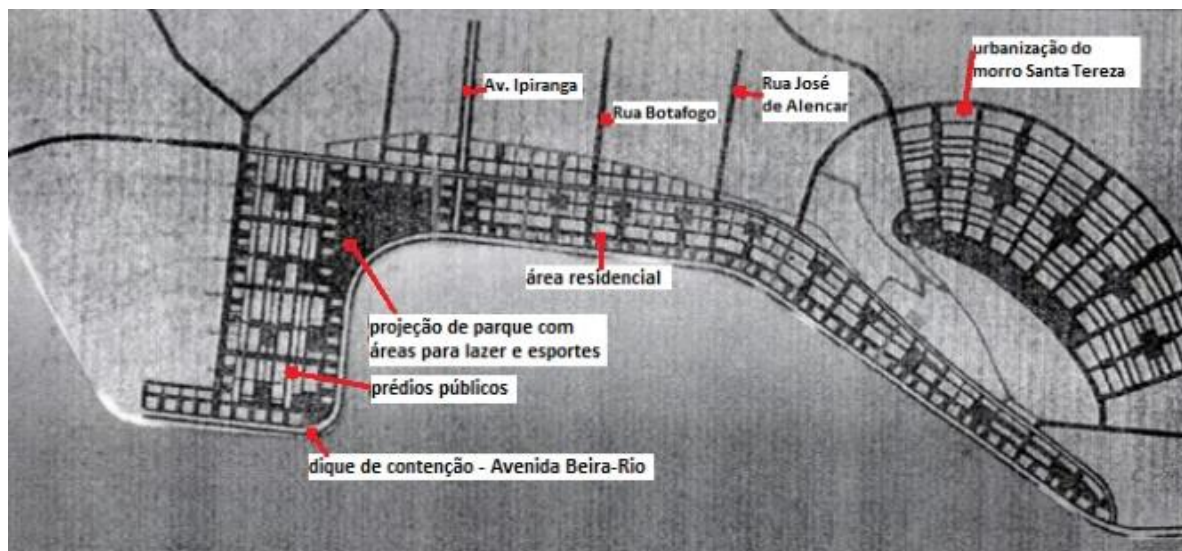 Av. Ipiranga
Rua Botafogo
Rua José
de Alencar
urbanização do
morro Santa Tereza
área residencial
projeção de parque com
áreas para lazer e esportes
prédios públicos
dique de contenção - Avenida Beira-Rio